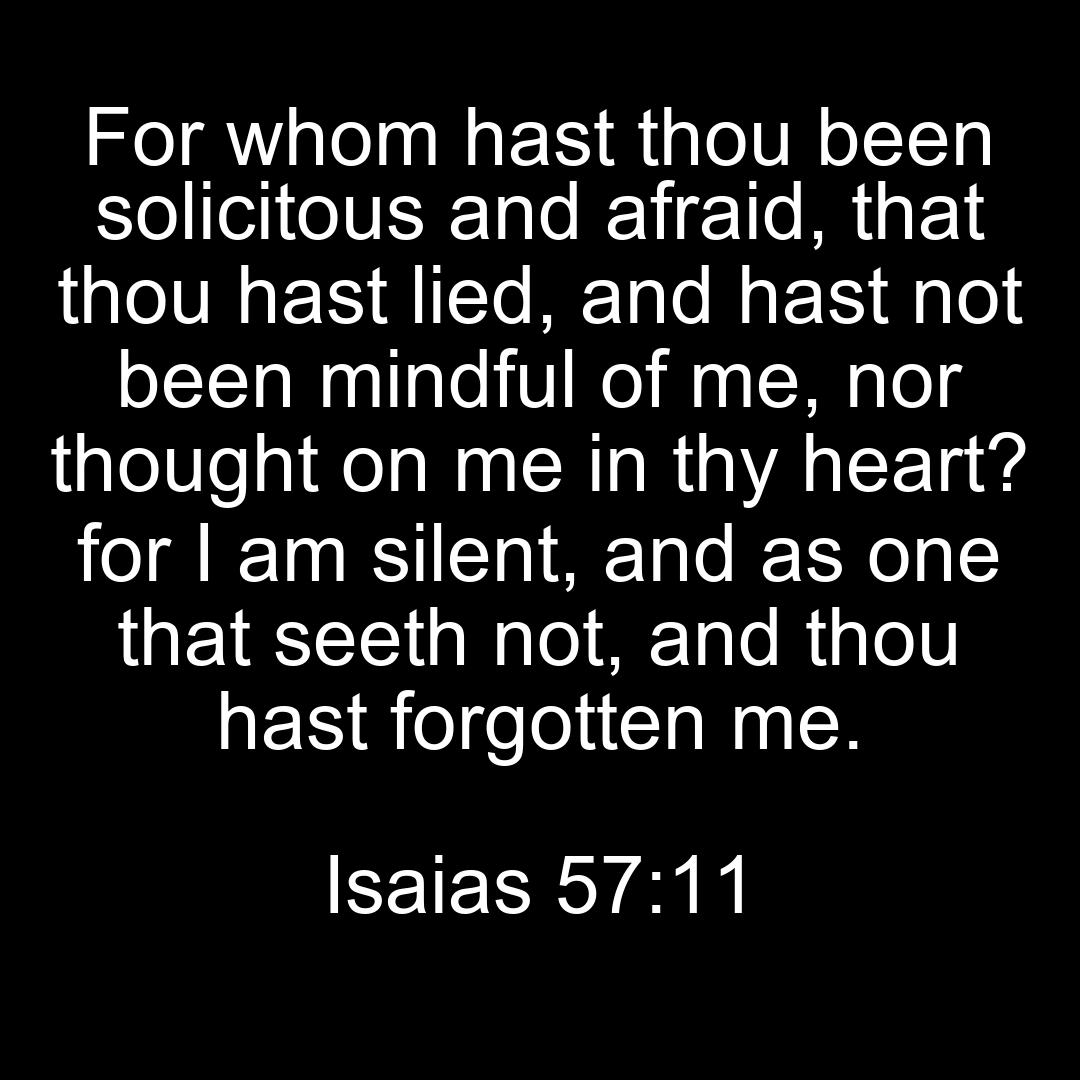 For whom hast thou been
solicitous and afraid, that
thou hast lied, and hast not
been mindful of me, nor
thought on me in thy heart?
for I am silent, and as one
that seeth not, and thou
hast forgotten me.
Isaias 57:11